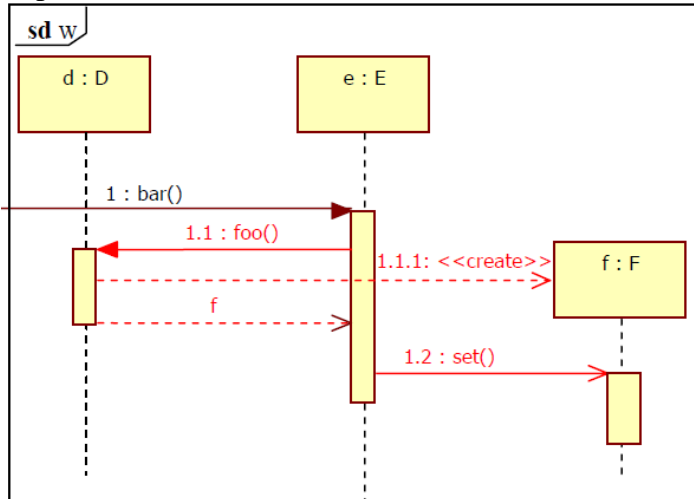 sd w
d : D
e : E
1 : bar()
1.1 : foo()
1.1.1: <<create>>
f : F
f
1.2 : set()